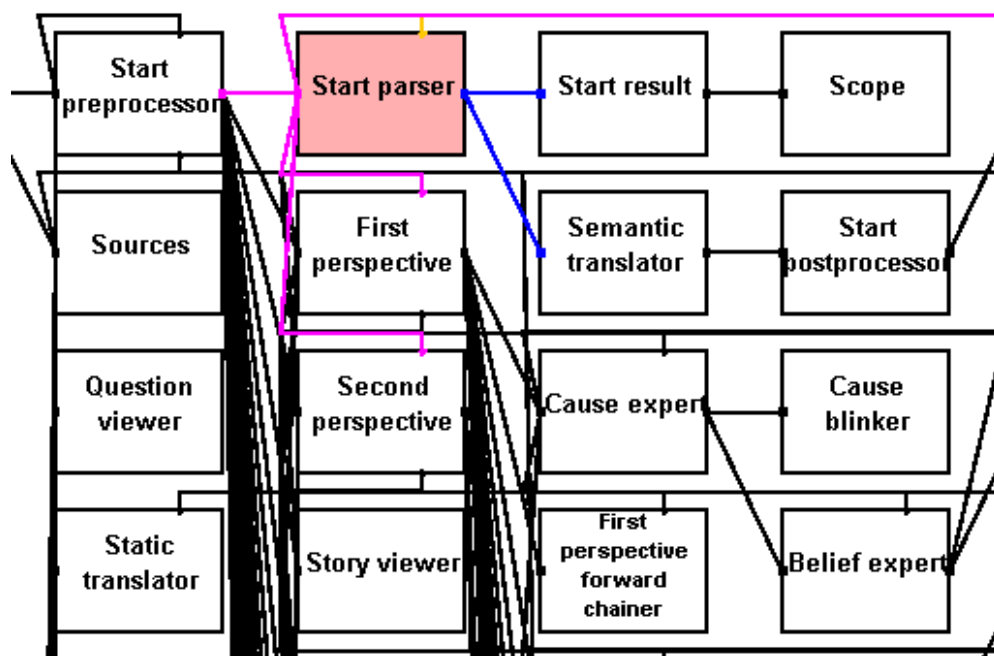 Start
preprocessor
Start parser
Start result
Scope
Sources
First
perspective
Semantic
translator
Start
postprocessor
Question
viewer
Second
perspective
Cause expert
Cause
blinker
Static
translator
Story viewer
First
perspective
forward
chainer
Belief expert